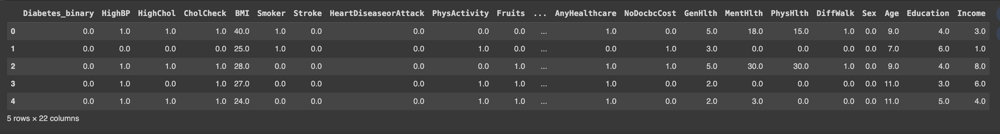 Diabetes_binary HighBP HighChol CholCheck BMI Smoker Stroke HeartDiseaseorAttack PhysActivity Fruits ... AnyHealthcare NoDocbcCost GenHlth MentHlth PhysHlth DiffWalk Sex Age Education Income
0 0.0 1.0 1.0 1.0 40.0 1.0 0.0 0.0 0.0 0.0 ... 1.0 0.0 5.0 18.0 15.0 1.0 0.0 9.0 4.0 3.0
1 0.0 0.0 0.0 0.0 25.0 1.0 0.0 0.0 1.0 0.0 ... 0.0 1.0 3.0 0.0 0.0 0.0 0.0 7.0 6.0 1.0
2 0.0 1.0 1.0 1.0 28.0 0.0 0.0 0.0 0.0 1.0 ... 1.0 1.0 5.0 30.0 30.0 1.0 0.0 9.0 4.0 8.0
3 0.0 1.0 0.0 1.0 27.0 0.0 0.0 0.0 1.0 1.0 ... 1.0 0.0 2.0 0.0 0.0 0.0 0.0 11.0 3.0 6.0
4 0.0 1.0 1.0 1.0 24.0 0.0 0.0 0.0 1.0 1.0 ... 1.0 0.0 2.0 3.0 0.0 0.0 0.0 11.0 5.0 4.0
5 rows × 22 columns